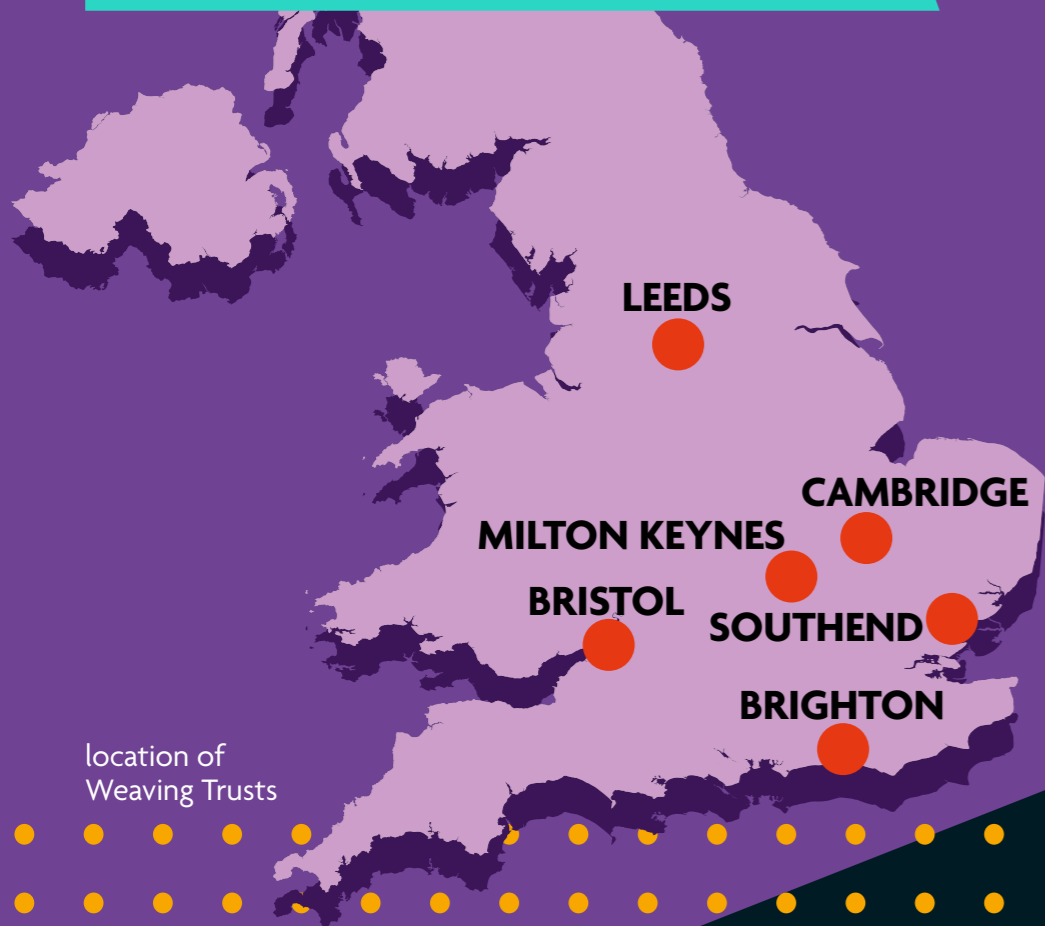 LEEDS
CAMBRIDGE
MILTON KEYNES
BRISTOL
SOUTHEND
BRIGHTON
location of
Weaving Trusts